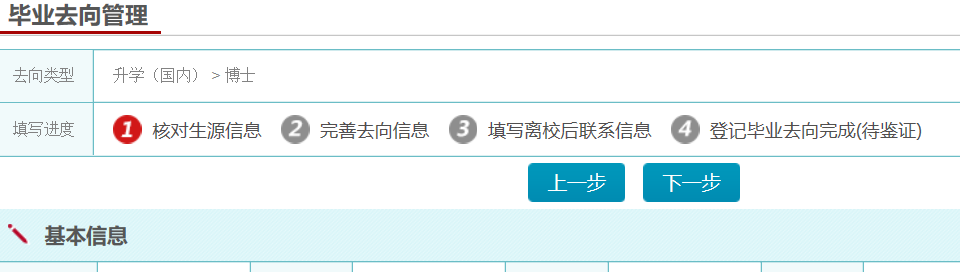 毕业去向管理
去向类型 升学（国内） > 博士
填写进度 1 核对生源信息 2 完善去向信息 3 填写离校后联系信息 4 登记毕业去向完成(待鉴证)
上一步 下一步
基本信息